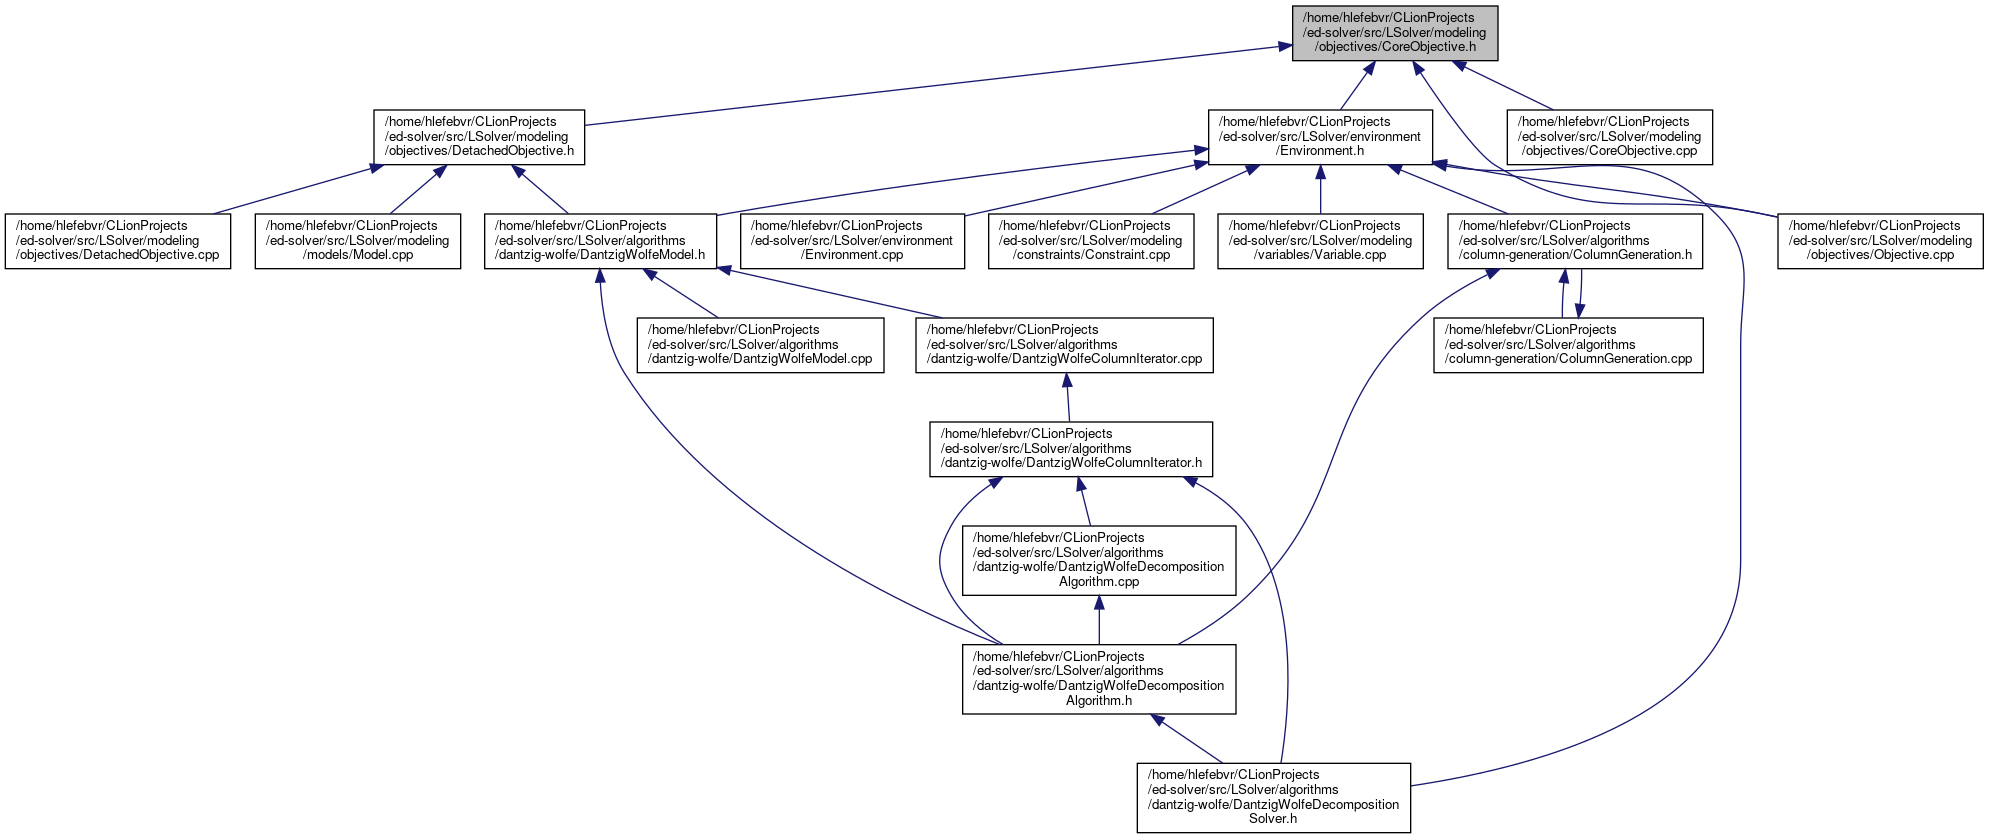 /home/hlefebvr/CLionProjects
/ed-solver/src/LSolver/modeling
/objectives/CoreObjective.h
/home/hlefebvr/CLionProjects
/ed-solver/src/LSolver/modeling
/objectives/DetachedObjective.h
/home/hlefebvr/CLionProjects
/ed-solver/src/LSolver/environment
/Environment.h
/home/hlefebvr/CLionProjects
/ed-solver/src/LSolver/modeling
/objectives/CoreObjective.cpp
/home/hlefebvr/CLionProjects
/ed-solver/src/LSolver/modeling
/objectives/DetachedObjective.cpp
/home/hlefebvr/CLionProjects
/ed-solver/src/LSolver/modeling
/models/Model.cpp
/home/hlefebvr/CLionProjects
/ed-solver/src/LSolver/algorithms
/dantzig-wolfe/DantzigWolfeModel.h
/home/hlefebvr/CLionProjects
/ed-solver/src/LSolver/environment
/Environment.cpp
/home/hlefebvr/CLionProjects
/ed-solver/src/LSolver/modeling
/constraints/Constraint.cpp
/home/hlefebvr/CLionProjects
/ed-solver/src/LSolver/modeling
/variables/Variable.cpp
/home/hlefebvr/CLionProjects
/ed-solver/src/LSolver/algorithms
/column-generation/ColumnGeneration.h
/home/hlefebvr/CLionProjects
/ed-solver/src/LSolver/modeling
/objectives/Objective.cpp
/home/hlefebvr/CLionProjects
/ed-solver/src/LSolver/algorithms
/dantzig-wolfe/DantzigWolfeModel.cpp
/home/hlefebvr/CLionProjects
/ed-solver/src/LSolver/algorithms
/dantzig-wolfe/DantzigWolfeColumnIterator.cpp
/home/hlefebvr/CLionProjects
/ed-solver/src/LSolver/algorithms
/column-generation/ColumnGeneration.cpp
/home/hlefebvr/CLionProjects
/ed-solver/src/LSolver/algorithms
/dantzig-wolfe/DantzigWolfeColumnIterator.h
/home/hlefebvr/CLionProjects
/ed-solver/src/LSolver/algorithms
/dantzig-wolfe/DantzigWolfeDecomposition
Algorithm.cpp
/home/hlefebvr/CLionProjects
/ed-solver/src/LSolver/algorithms
/dantzig-wolfe/DantzigWolfeDecomposition
Algorithm.h
/home/hlefebvr/CLionProjects
/ed-solver/src/LSolver/algorithms
/dantzig-wolfe/DantzigWolfeDecomposition
Solver.h